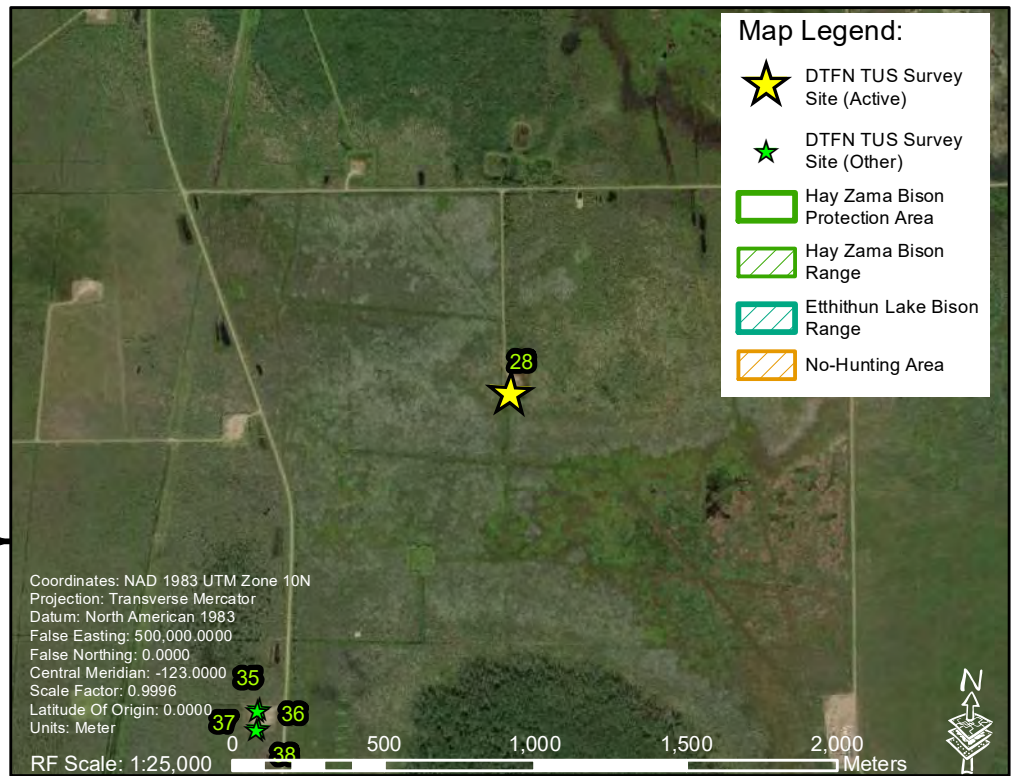 Map Legend:
DTFN TUS Survey
Site (Active)
DTFN TUS Survey
Site (Other)
Hay Zama Bison
Protection Area
Hay Zama Bison
Range
Etthithun Lake Bison
Range
No-Hunting Area
28
Coordinates: NAD 1983 UTM Zone 10N
Projection: Transverse Mercator
Datum: North American 1983
False Easting: 500,000.0000
False Northing: 0.0000
Central Meridian: -123.0000
Scale Factor: 0.9996
Latitude Of Origin: 0.0000
Units: Meter
35
36
37
38
N
0 500 1,000 1,500 2,000
Meters
RF Scale: 1:25,000